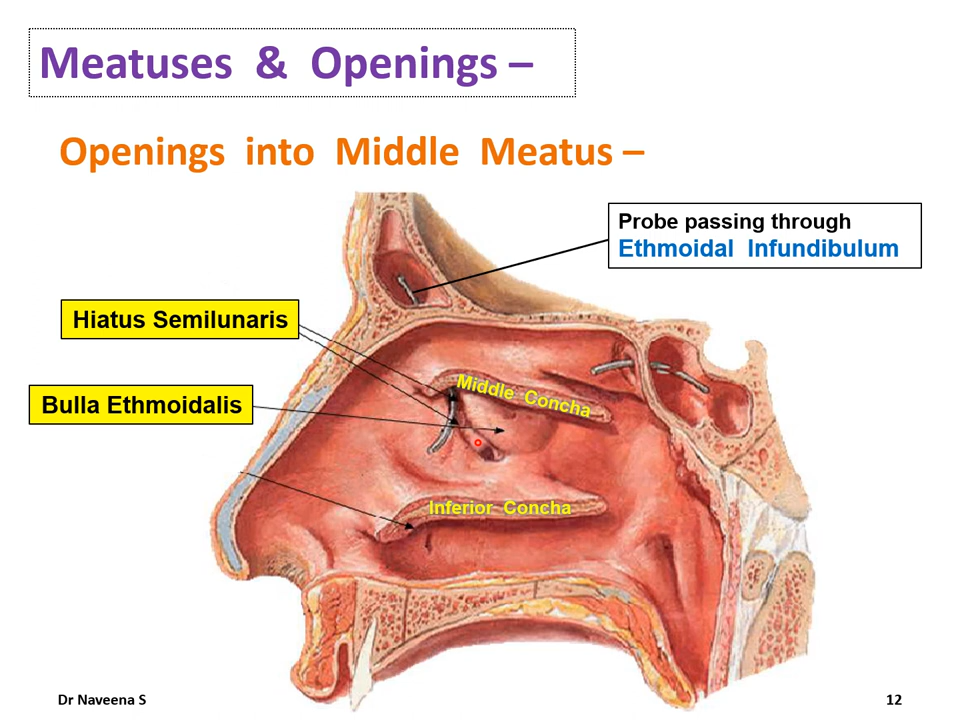 Meatuses & Openings –
Openings into Middle Meatus –
Probe passing through
Ethmoidal Infundibulum
Hiatus Semilunaris
Bulla Ethmoidalis
Middle Concha
Inferior Concha
Dr Naveena S
12